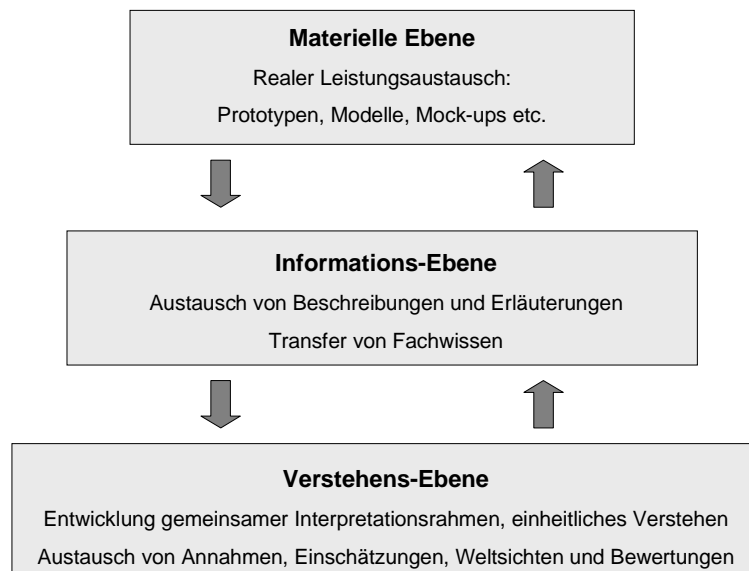 Materielle Ebene
Realer Leistungsaustausch:
Prototypen, Modelle, Mock-ups etc.
Informations-Ebene
Austausch von Beschreibungen und Erläuterungen
Transfer von Fachwissen
Verstehens-Ebene
Entwicklung gemeinsamer Interpretationsrahmen, einheitliches Verstehen
Austausch von Annahmen, Einschätzungen, Weltsichten und Bewertungen